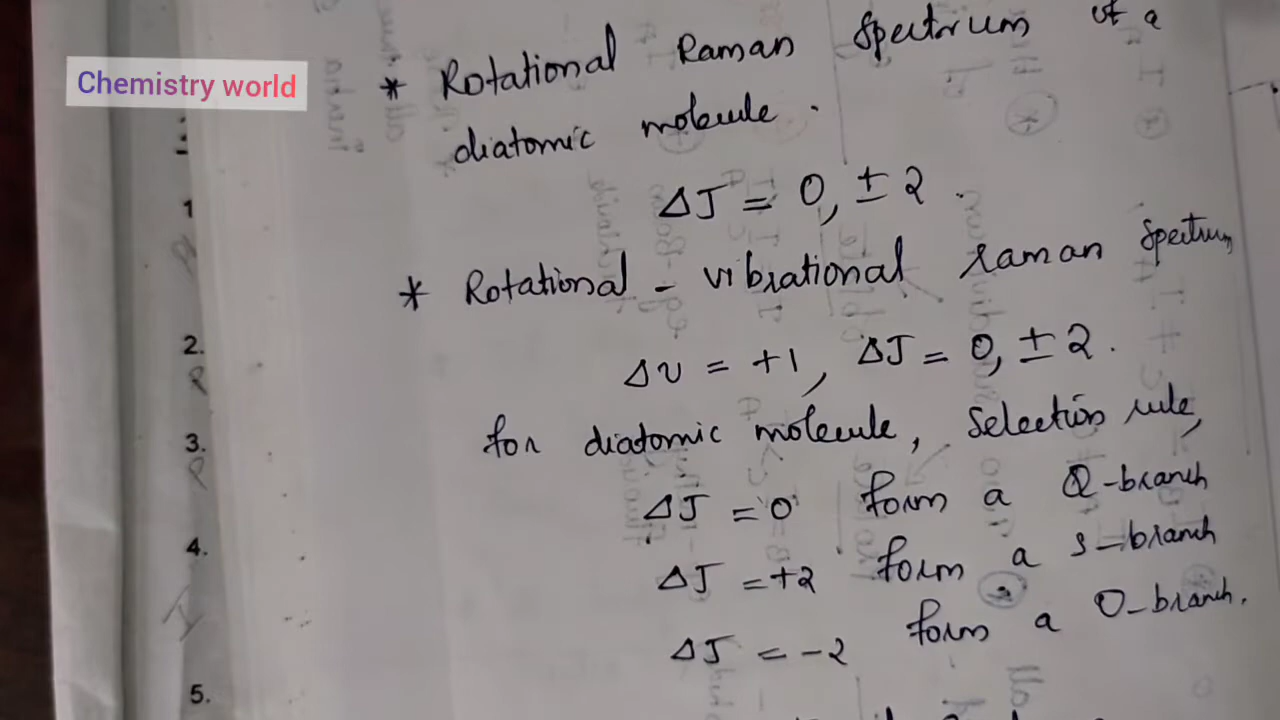 Chemistry world
* Rotational Raman Spectrum of a
diatomic molecule.
ΔJ = 0, ± 2.
* Rotational - vibrational raman Spectrum
Δv = +1, ΔJ = 0, ± 2.
for diatomic molecule, Selection rule,
ΔJ = 0 form a Q-branch
ΔJ = +2 form a S-branch
ΔJ = -2 form a O-branch.
1
2.
3.
4.
5.